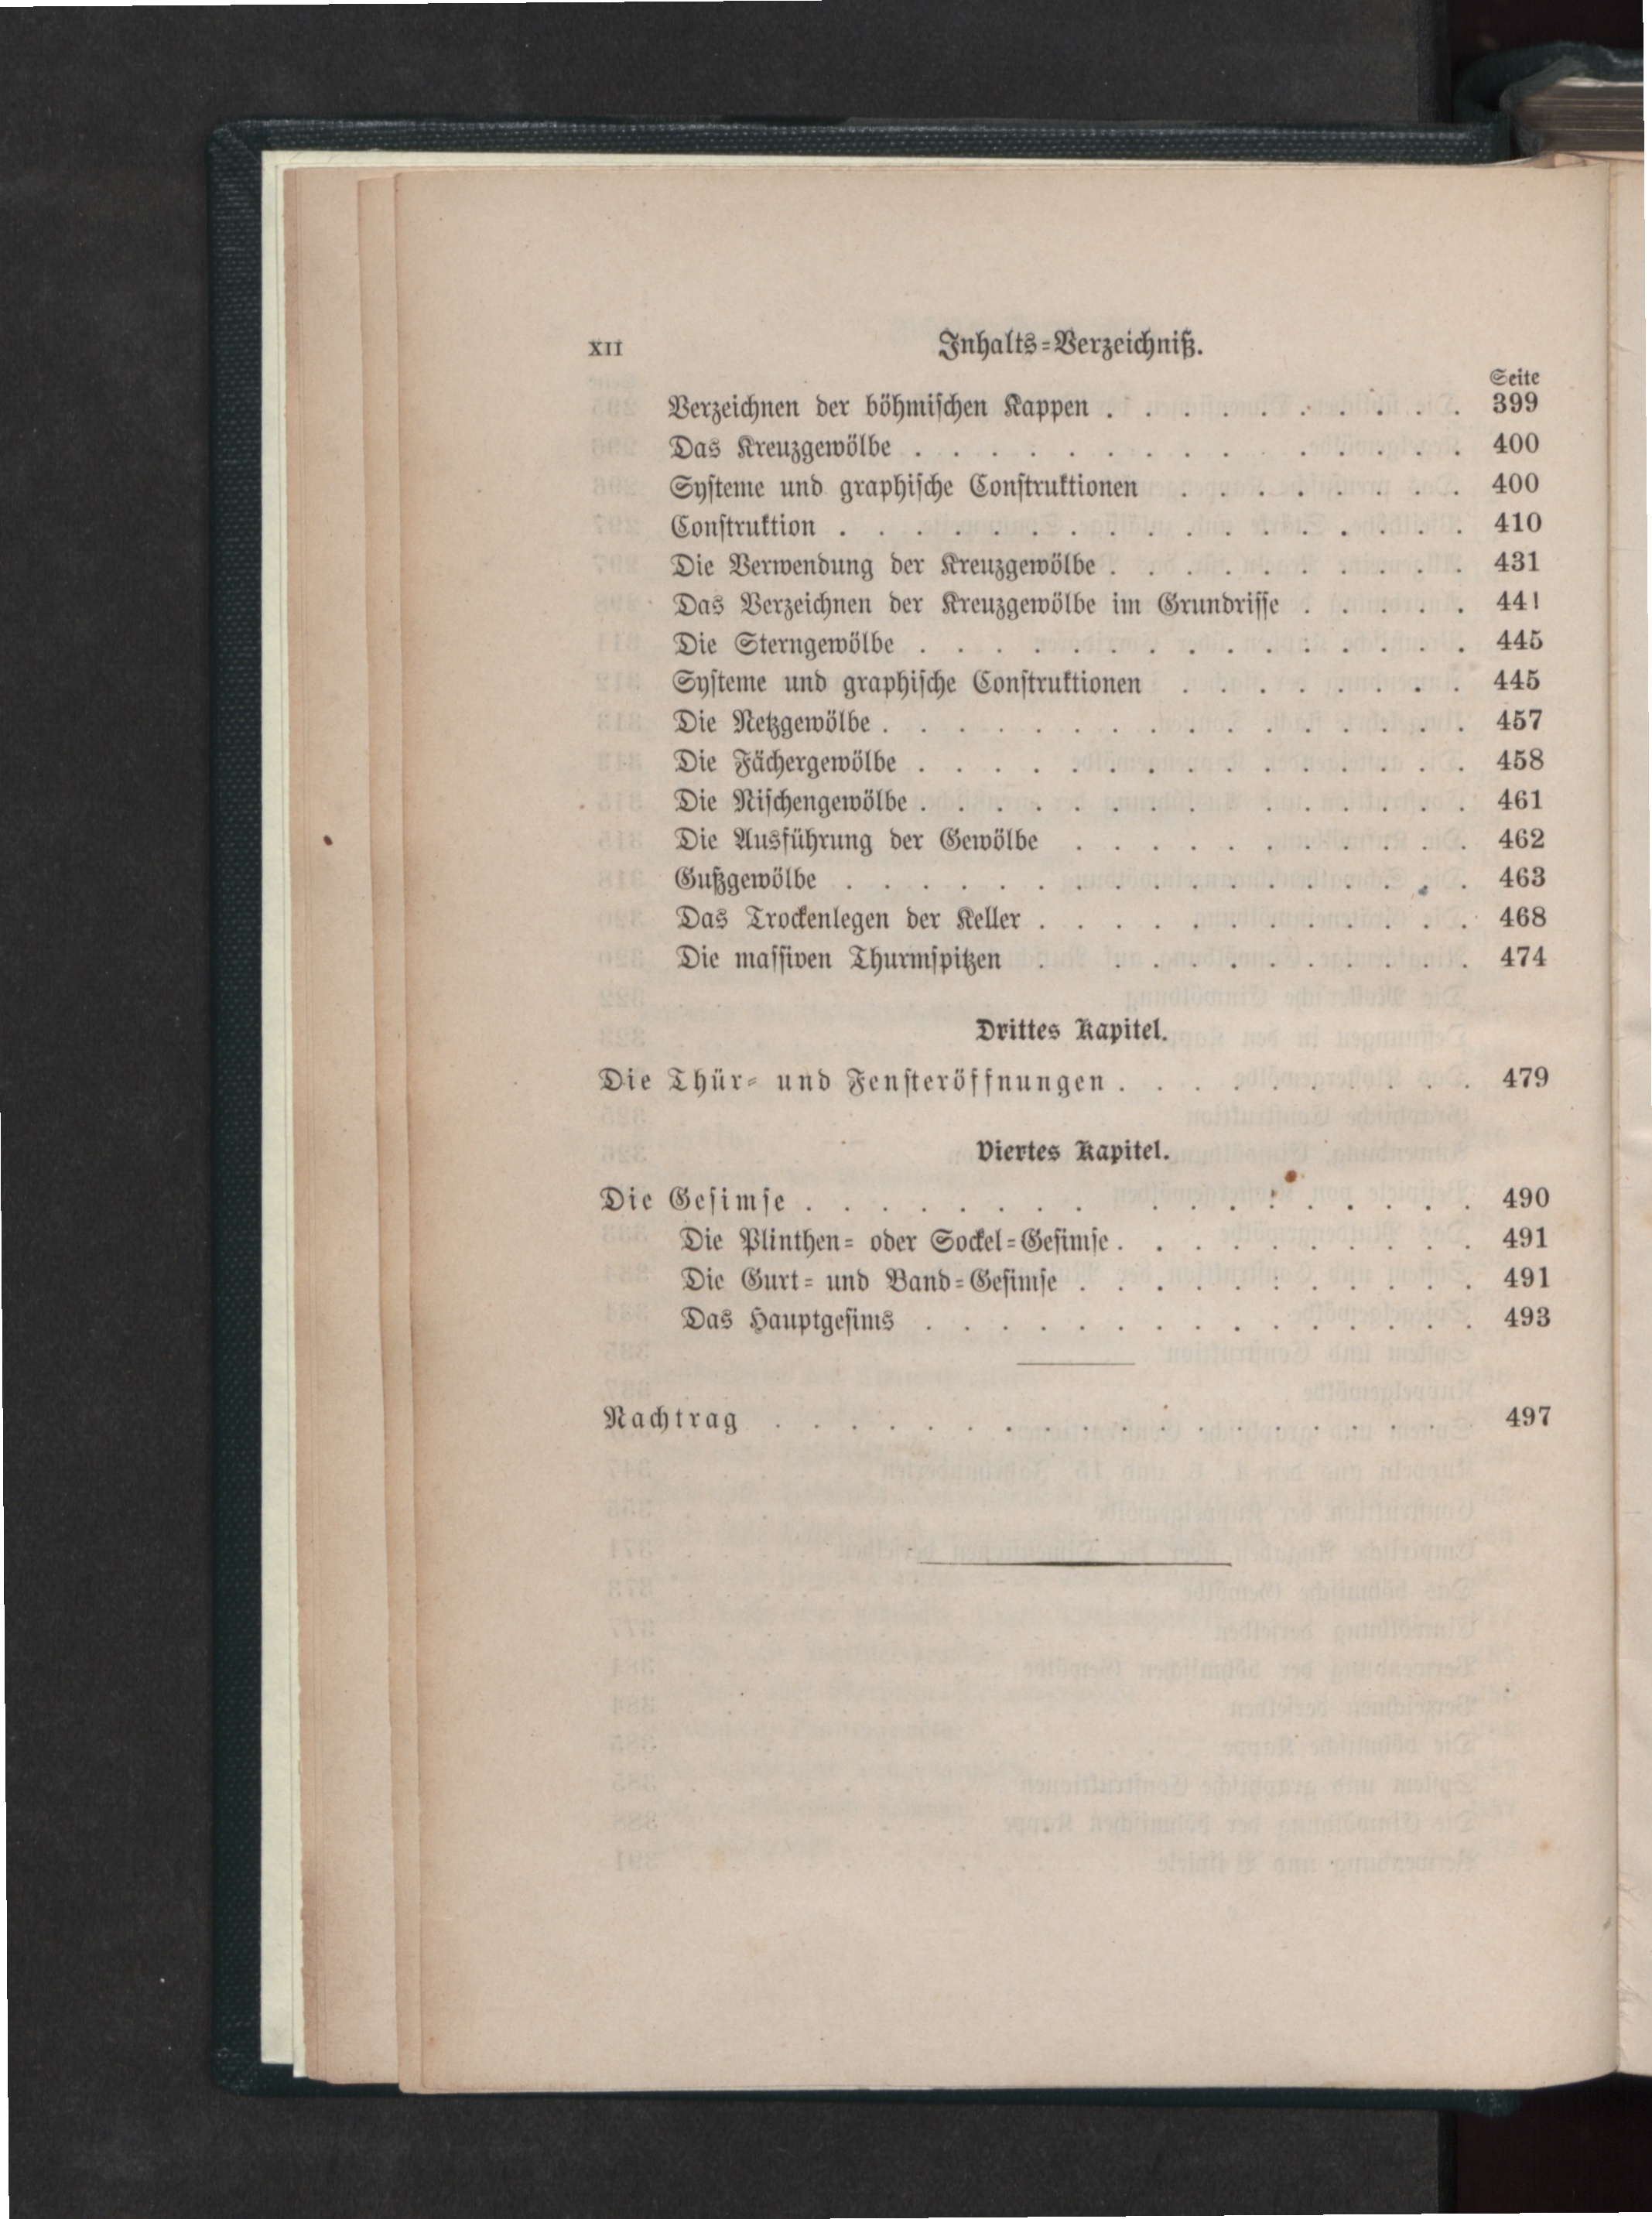 XII Inhalts-Verzeichniß.
Seite
Verzeichnen der böhmischen Kappen . . . . . . . . . . 399
Das Kreuzgewölbe . . . . . . . . . . . . . . 400
Systeme und graphische Construktionen . . . . . . . . 400
Construktion . . . . . . . . . . . . . . . . . 410
Die Verwendung der Kreuzgewölbe . . . . . . . . . . 431
Das Verzeichnen der Kreuzgewölbe im Grundrisse . . . . . 441
Die Sterngewölbe . . . . . . . . . . . . . . . 445
Systeme und graphische Construktionen . . . . . . . . 445
Die Netzgewölbe . . . . . . . . . . . . . . . . 457
Die Fächergewölbe . . . . . . . . . . . . . . . 458
Die Nischengewölbe . . . . . . . . . . . . . . . 461
Die Ausführung der Gewölbe . . . . . . . . . . . 462
Gußgewölbe . . . . . . . . . . . . . . . . . 463
Das Trockenlegen der Keller . . . . . . . . . . . . 468
Die massiven Thurmspitzen . . . . . . . . . . . 474
Drittes Kapitel.
Die Thür- und Fensteröffnungen . . . . . . . . . . 479
Viertes Kapitel.
Die Gesimse . . . . . . . . . . . . . . . . . 490
Die Plinthen- oder Sockel-Gesimse . . . . . . . . . . 491
Die Gurt- und Band-Gesimse . . . . . . . . . . . 491
Das Hauptgesims . . . . . . . . . . . . . . . 493
Nachtrag . . . . . . . . . . . . . . . . . . 497